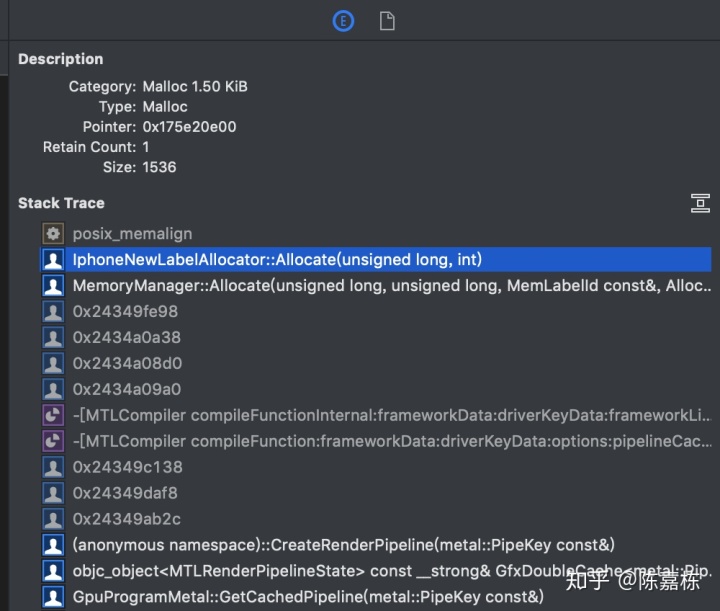 E
Description
Category: Malloc 1.50 KiB
Type: Malloc
Pointer: 0x175e20e00
Retain Count: 1
Size: 1536
Stack Trace
posix_memalign
IphoneNewLabelAllocator::Allocate(unsigned long, int)
MemoryManager::Allocate(unsigned long, unsigned long, MemLabelId const&, Alloc...
0x24349fe98
0x2434a0a38
0x2434a08d0
0x2434a09a0
-[MTLCompiler compileFunctionInternal:frameworkData:driverKeyData:frameworkLi...
-[MTLCompiler compileFunction:frameworkData:driverKeyData:options:pipelineCac...
0x24349c138
0x24349daf8
0x24349ab2c
(anonymous namespace)::CreateRenderPipeline(metal::PipeKey const&)
objc_object<MTLRenderPipelineState> const __strong& GfxDoubleCache<metal::Pip...
GpuProgramMetal::GetCachedPipeline(metal::PipeKey const&)
知乎 @陈嘉栋